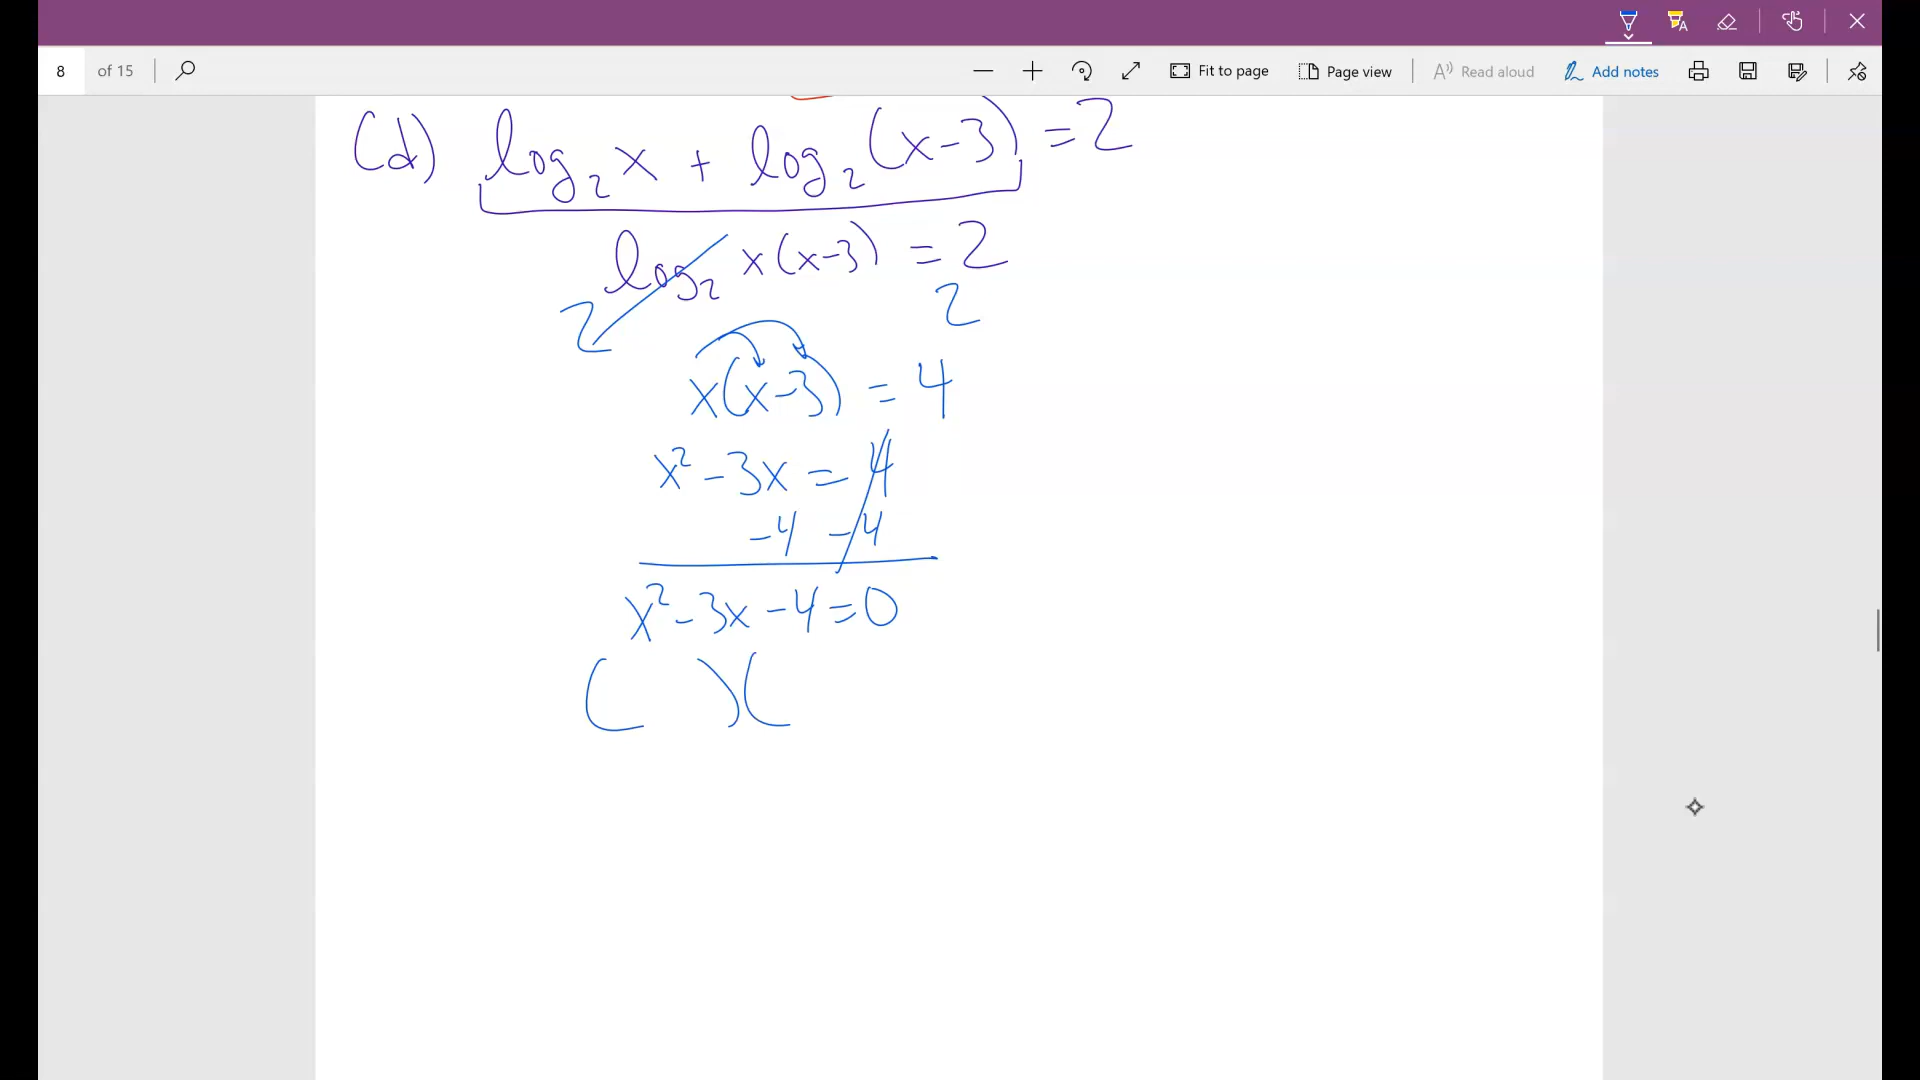 8 of 15 Fit to page Page view Read aloud Add notes
(d) log₂ x + log₂ (x-3) = 2
log₂ x(x-3) = 2
2 2
x(x-3) = 4
x² - 3x = 4
-4 -4
x² - 3x - 4 = 0
( )(